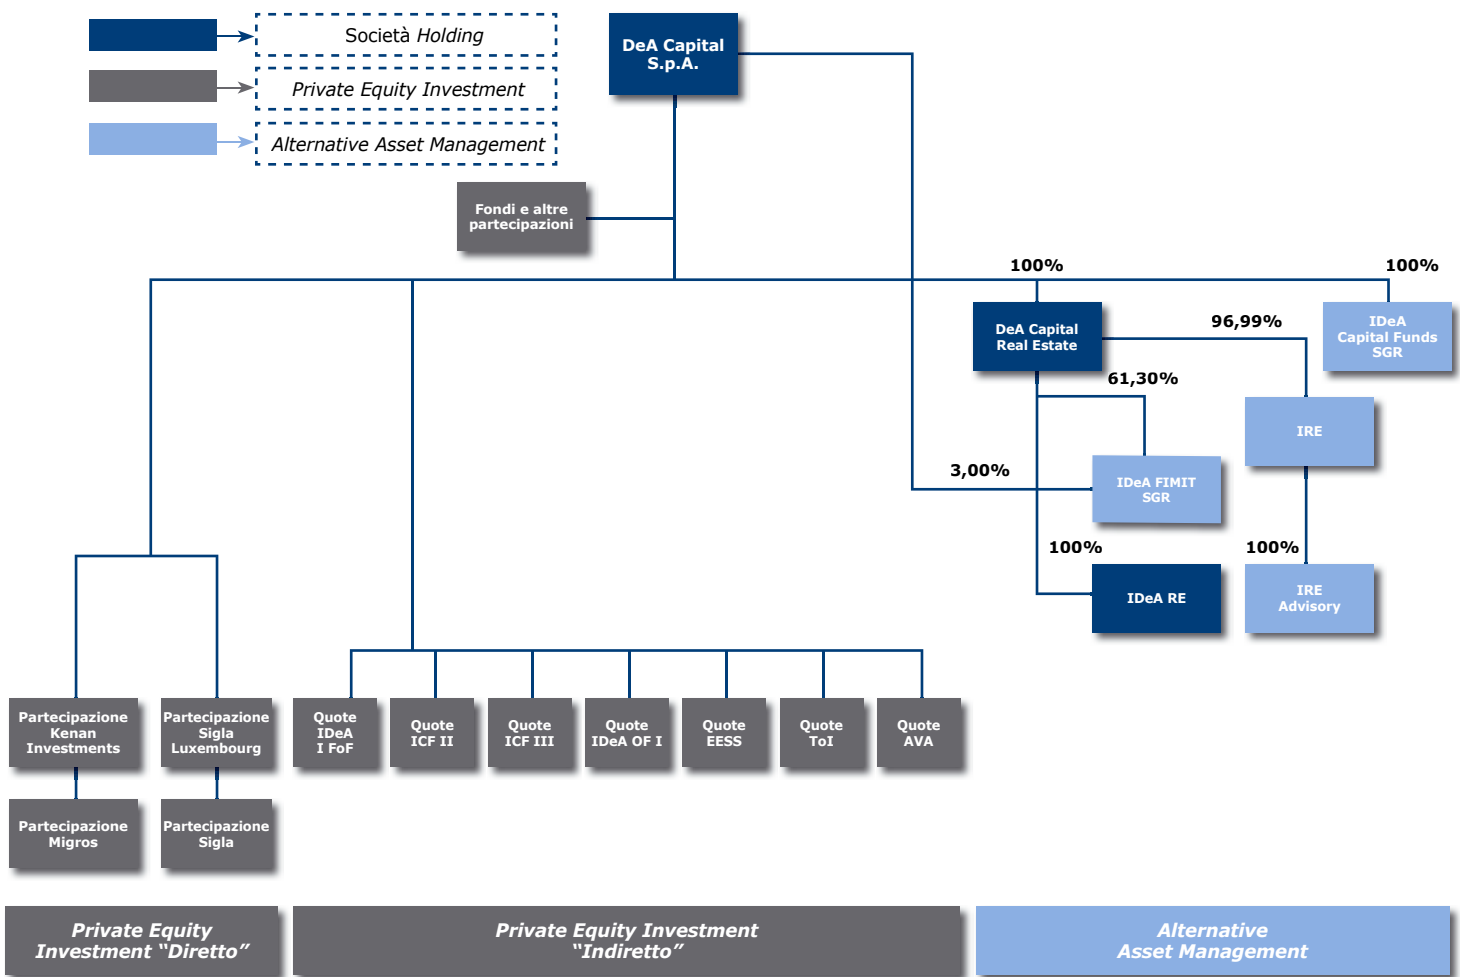 Società Holding
Private Equity Investment
Alternative Asset Management
DeA Capital
S.p.A.
Fondi e altre
partecipazioni
100%
100%
DeA Capital
Real Estate
96,99%
IDeA
Capital Funds
SGR
61,30%
IRE
3,00%
IDeA FIMIT
SGR
100%
100%
IDeA RE
IRE
Advisory
Partecipazione
Kenan
Investments
Partecipazione
Sigla
Luxembourg
Quote
IDeA
I FoF
Quote
ICF II
Quote
ICF III
Quote
IDeA OF I
Quote
EESS
Quote
ToI
Quote
AVA
Partecipazione
Migros
Partecipazione
Sigla
Private Equity
Investment “Diretto”
Private Equity Investment
“Indiretto”
Alternative
Asset Management